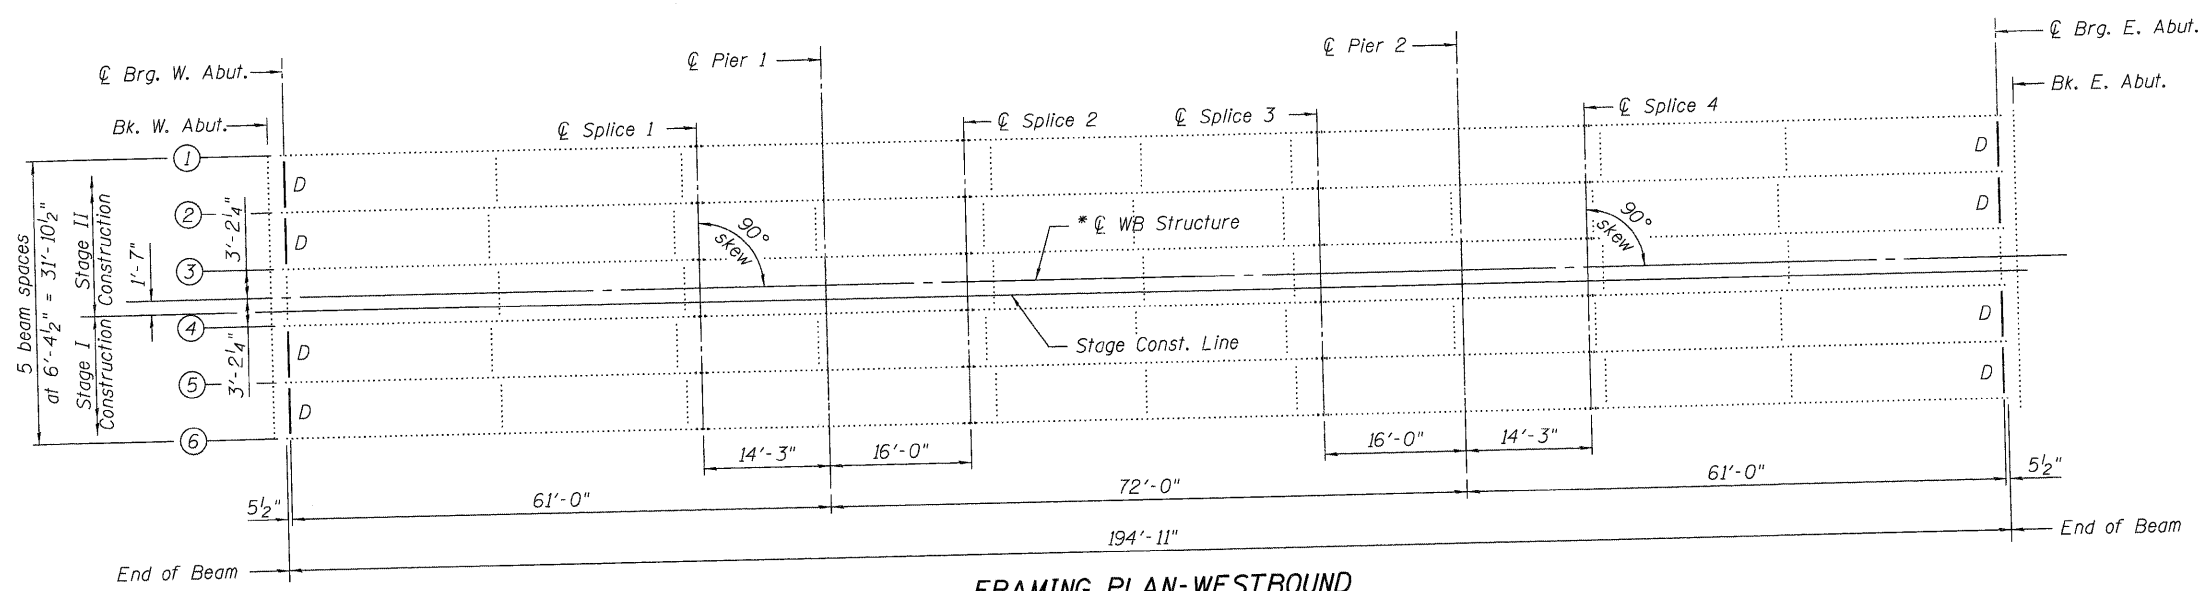 ℄ Brg. W. Abut.
Bk. W. Abut.
℄ Splice 1
℄ Pier 1
℄ Splice 2
℄ Splice 3
℄ Pier 2
℄ Splice 4
℄ Brg. E. Abut.
Bk. E. Abut.
1
2
3
4
5
6
5 beam spaces
at 6'-4½" = 31'-10½"
Stage I
Construction
Stage II
Construction
1'-7"
3'-2¼"
3'-2¼"
D
D
D
D
D
D
D
D
90°
skew
* ℄ WB Structure
Stage Const. Line
90°
skew
14'-3"
16'-0"
16'-0"
14'-3"
5½"
61'-0"
72'-0"
61'-0"
5½"
194'-11"
End of Beam
End of Beam
FRAMING PLAN-WESTBOUND